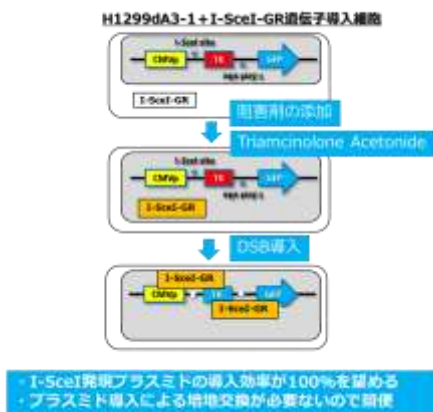 H1299dA3-1+I-SceI-GR遺伝子導入細胞
I-SceI site
CMVp TK GFP
I-SceI-GR
阻害剤の添加
Triamcinolone Acetonide
I-SceI site
CMVp TK GFP
I-SceI-GR
DSB導入
I-SceI-GR
CMVp TK GFP
I-SceI-GR
・I-SceI発現プラスミドの導入効率が100%を望める
・プラスミド導入による培地交換が必要ないので簡便